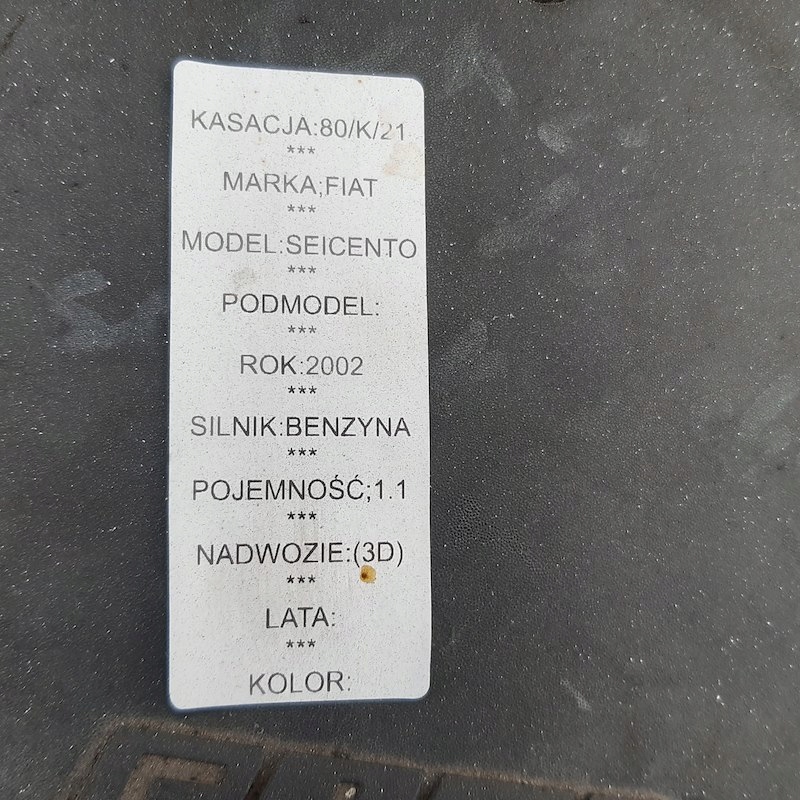 KASACJA:80/K/21
***
MARKA;FIAT
***
MODEL:SEICENTO
***
PODMODEL:
***
ROK:2002
***
SILNIK:BENZYNA
***
POJEMNOŚĆ;1.1
***
NADWOZIE:(3D)
***
LATA:
***
KOLOR: